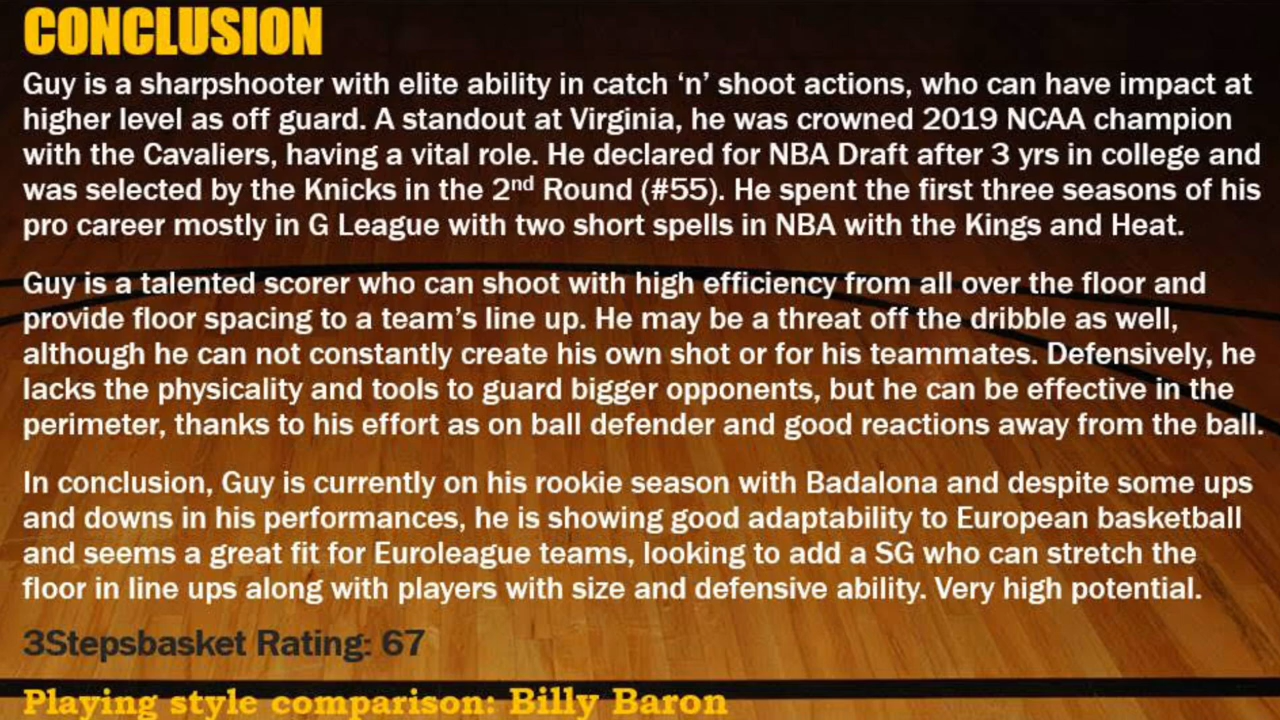 CONCLUSION
Guy is a sharpshooter with elite ability in catch ‘n’ shoot actions, who can have impact at
higher level as off guard. A standout at Virginia, he was crowned 2019 NCAA champion
with the Cavaliers, having a vital role. He declared for NBA Draft after 3 yrs in college and
was selected by the Knicks in the 2nd Round (#55). He spent the first three seasons of his
pro career mostly in G League with two short spells in NBA with the Kings and Heat.
Guy is a talented scorer who can shoot with high efficiency from all over the floor and
provide floor spacing to a team’s line up. He may be a threat off the dribble as well,
although he can not constantly create his own shot or for his teammates. Defensively, he
lacks the physicality and tools to guard bigger opponents, but he can be effective in the
perimeter, thanks to his effort as on ball defender and good reactions away from the ball.
In conclusion, Guy is currently on his rookie season with Badalona and despite some ups
and downs in his performances, he is showing good adaptability to European basketball
and seems a great fit for Euroleague teams, looking to add a SG who can stretch the
floor in line ups along with players with size and defensive ability. Very high potential.
3Stepsbasket Rating: 67
Playing style comparison: Billy Baron